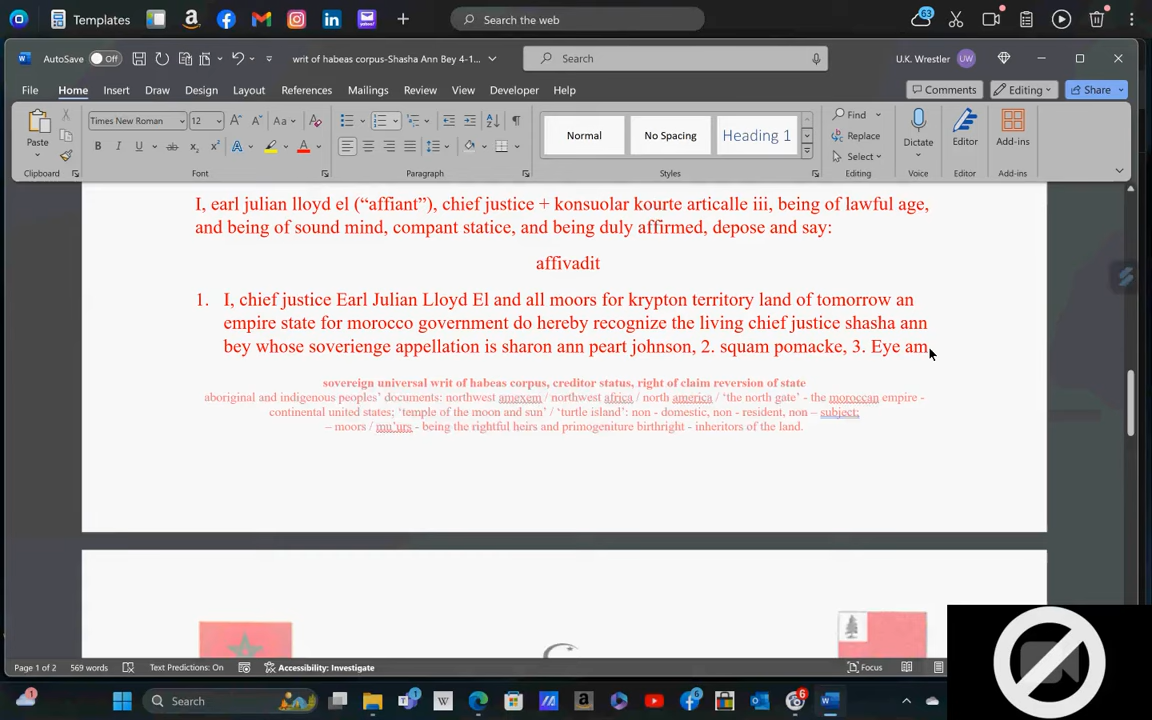 Templates
Search the web
63
AutoSave Off
writ of habeas corpus-Shasha Ann Bey 4-1...
Search
U.K. Wrestler UW
File Home Insert Draw Design Layout References Mailings Review View Developer Help
Comments Editing Share
Times New Roman 12
Paste
Normal No Spacing Heading 1
Find
Replace
Select
Dictate Editor Add-ins
Clipboard Font Paragraph Styles Editing Voice Editor Add-ins
I, earl julian lloyd el (“affiant”), chief justice + konsuolar kourte articalle iii, being of lawful age,
and being of sound mind, compant statice, and being duly affirmed, depose and say:
affivadit
1. I, chief justice Earl Julian Lloyd El and all moors for krypton territory land of tomorrow an
empire state for morocco government do hereby recognize the living chief justice shasha ann
bey whose soverienge appellation is sharon ann peart johnson, 2. squam pomacke, 3. Eye am
sovereign universal writ of habeas corpus, creditor status, right of claim reversion of state
aboriginal and indigenous peoples’ documents: northwest amexem / northwest africa / north america / ‘the north gate’ - the moroccan empire -
continental united states; ‘temple of the moon and sun’ / ‘turtle island’: non - domestic, non - resident, non – subject;
– moors / mu’urs - being the rightful heirs and primogeniture birthright - inheritors of the land.
Page 1 of 2 569 words Text Predictions: On Accessibility: Investigate Focus
Search